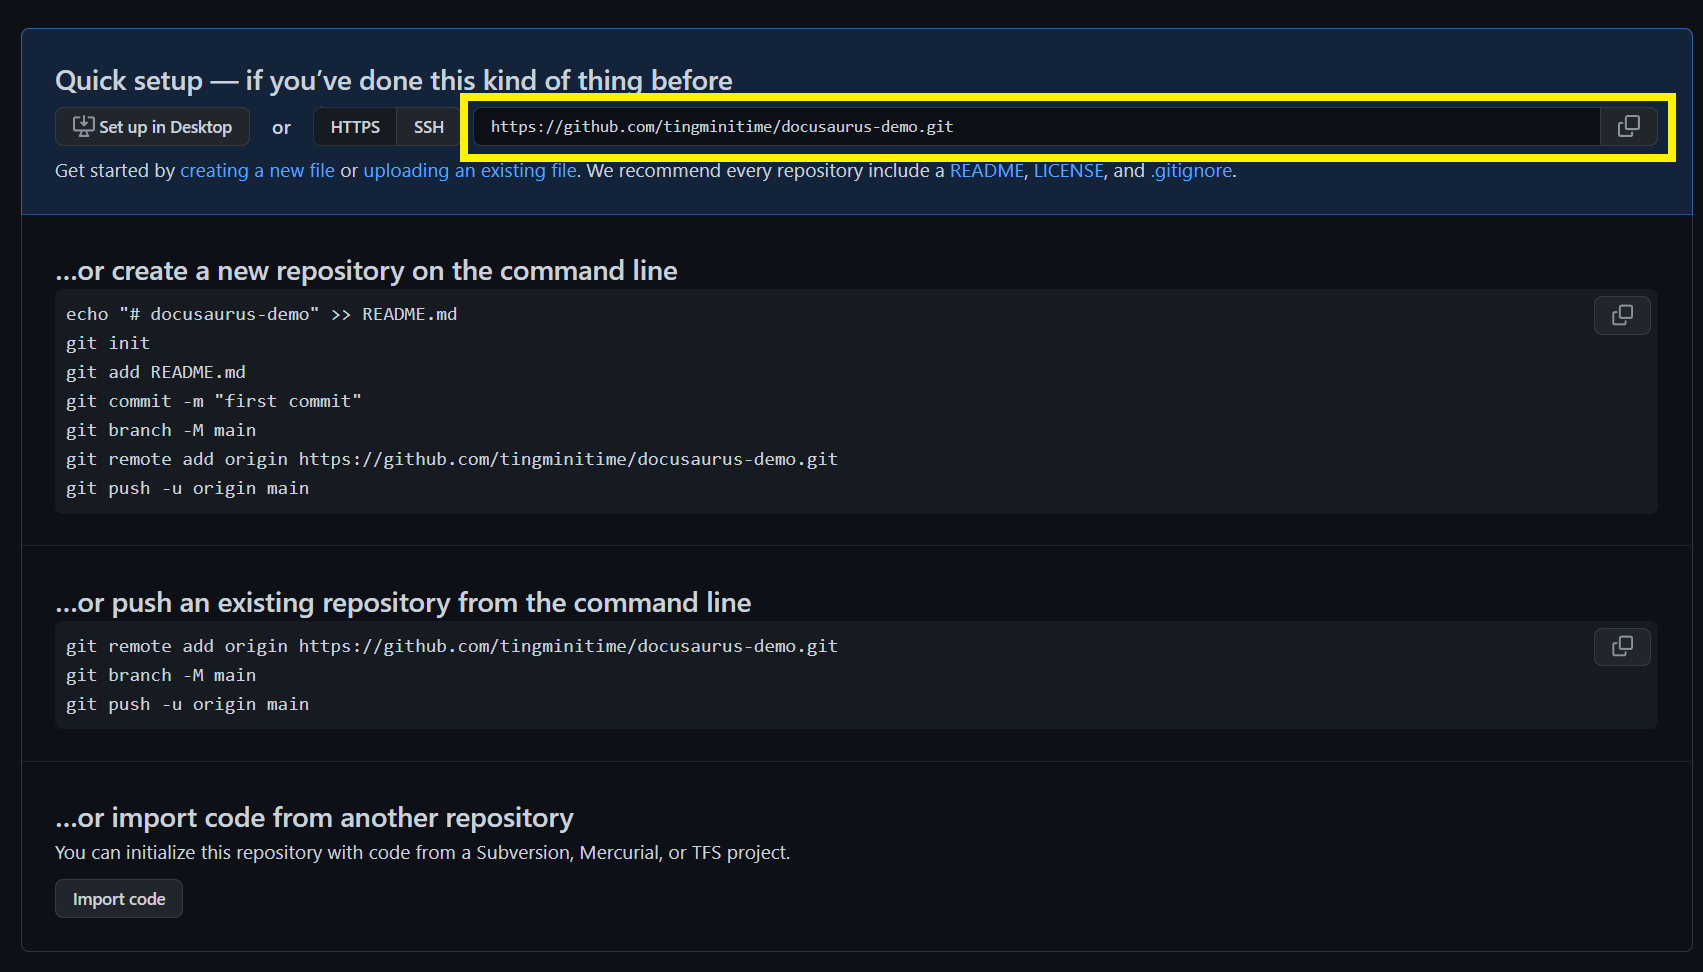 Quick setup — if you’ve done this kind of thing before
Set up in Desktop or HTTPS SSH https://github.com/tingminitime/docusaurus-demo.git
Get started by creating a new file or uploading an existing file. We recommend every repository include a README, LICENSE, and .gitignore.
…or create a new repository on the command line
echo "# docusaurus-demo" >> README.md
git init
git add README.md
git commit -m "first commit"
git branch -M main
git remote add origin https://github.com/tingminitime/docusaurus-demo.git
git push -u origin main
…or push an existing repository from the command line
git remote add origin https://github.com/tingminitime/docusaurus-demo.git
git branch -M main
git push -u origin main
…or import code from another repository
You can initialize this repository with code from a Subversion, Mercurial, or TFS project.
Import code